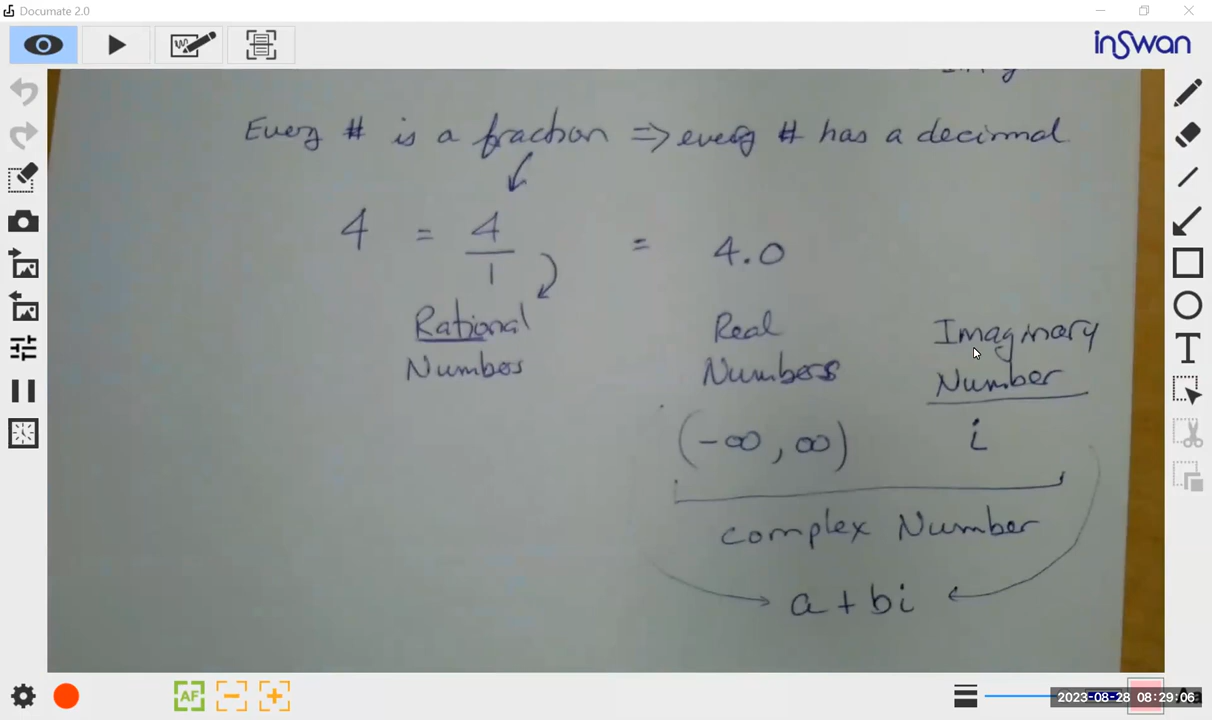 Documate 2.0
inSwan
Every # is a fraction ⇒ every # has a decimal
4 = 4/1 = 4.0
Rational Numbers
Real Numbers
Imaginary Number
(-∞, ∞)
i
complex Number
a + bi
AF
2023-08-28 08:29:06